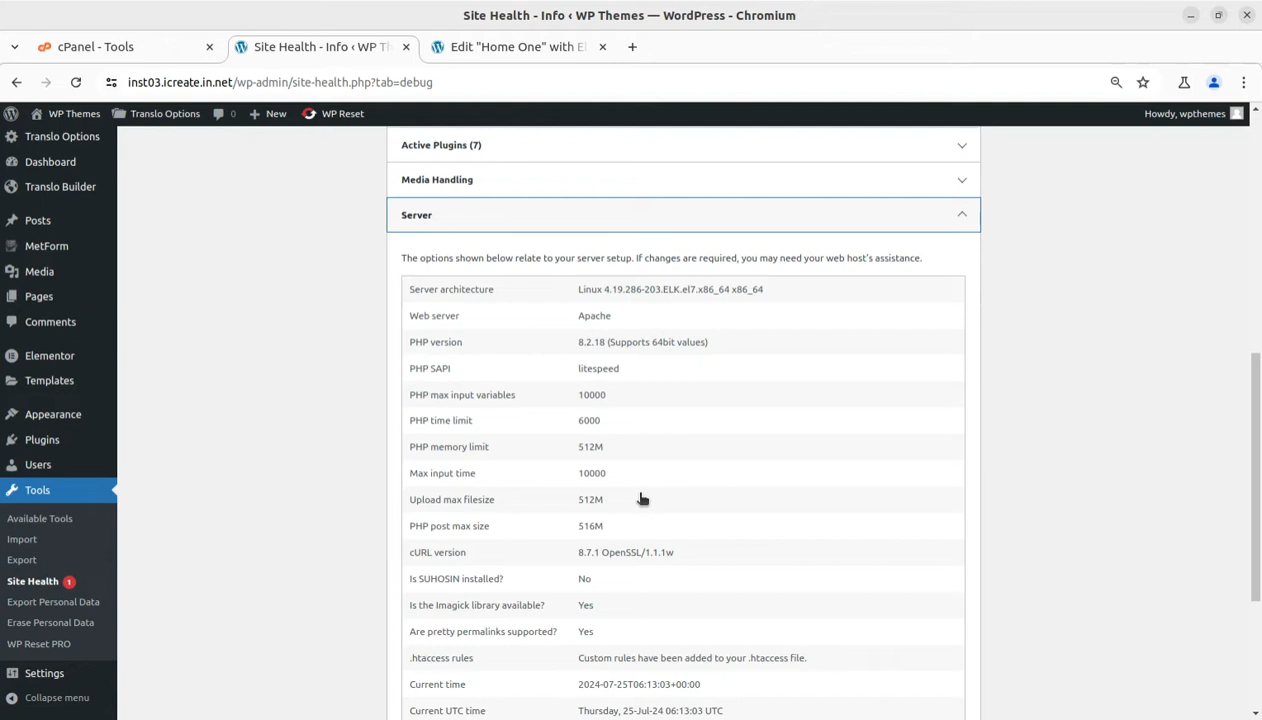 Site Health - Info ‹ WP Themes — WordPress - Chromium
cPanel - Tools
Site Health - Info ‹ WP Th
Edit "Home One" with El
inst03.icreate.in.net/wp-admin/site-health.php?tab=debug
WP Themes
Translo Options
0
New
WP Reset
Howdy, wpthemes
Translo Options
Dashboard
Translo Builder
Posts
MetForm
Media
Pages
Comments
Elementor
Templates
Appearance
Plugins
Users
Tools
Available Tools
Import
Export
Site Health 1
Export Personal Data
Erase Personal Data
WP Reset PRO
Settings
Collapse menu
Active Plugins (7)
Media Handling
Server
The options shown below relate to your server setup. If changes are required, you may need your web host's assistance.
Server architecture Linux 4.19.286-203.ELK.el7.x86_64 x86_64
Web server Apache
PHP version 8.2.18 (Supports 64bit values)
PHP SAPI litespeed
PHP max input variables 10000
PHP time limit 6000
PHP memory limit 512M
Max input time 10000
Upload max filesize 512M
PHP post max size 516M
cURL version 8.7.1 OpenSSL/1.1.1w
Is SUHOSIN installed? No
Is the Imagick library available? Yes
Are pretty permalinks supported? Yes
.htaccess rules Custom rules have been added to your .htaccess file.
Current time 2024-07-25T06:13:03+00:00
Current UTC time Thursday, 25-Jul-24 06:13:03 UTC